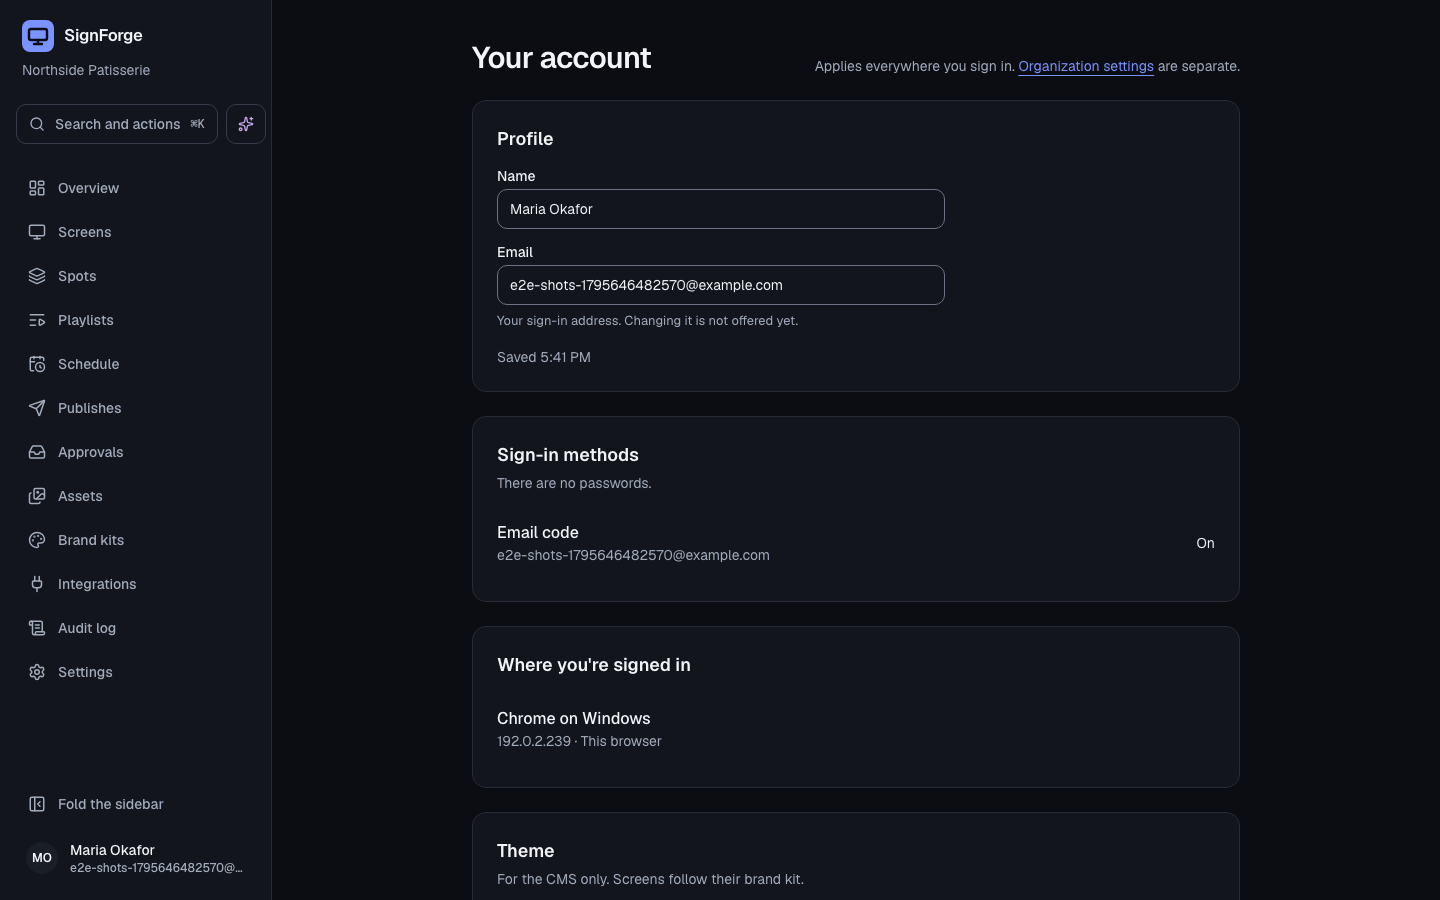 SignForge
Northside Patisserie
Search and actions ⌘K
Overview
Screens
Spots
Playlists
Schedule
Publishes
Approvals
Assets
Brand kits
Integrations
Audit log
Settings
Fold the sidebar
MO
Maria Okafor
e2e-shots-1795646482570@...
Your account
Applies everywhere you sign in. Organization settings are separate.
Profile
Name
Maria Okafor
Email
e2e-shots-1795646482570@example.com
Your sign-in address. Changing it is not offered yet.
Saved 5:41 PM
Sign-in methods
There are no passwords.
Email code
e2e-shots-1795646482570@example.com
On
Where you're signed in
Chrome on Windows
192.0.2.239 · This browser
Theme
For the CMS only. Screens follow their brand kit.